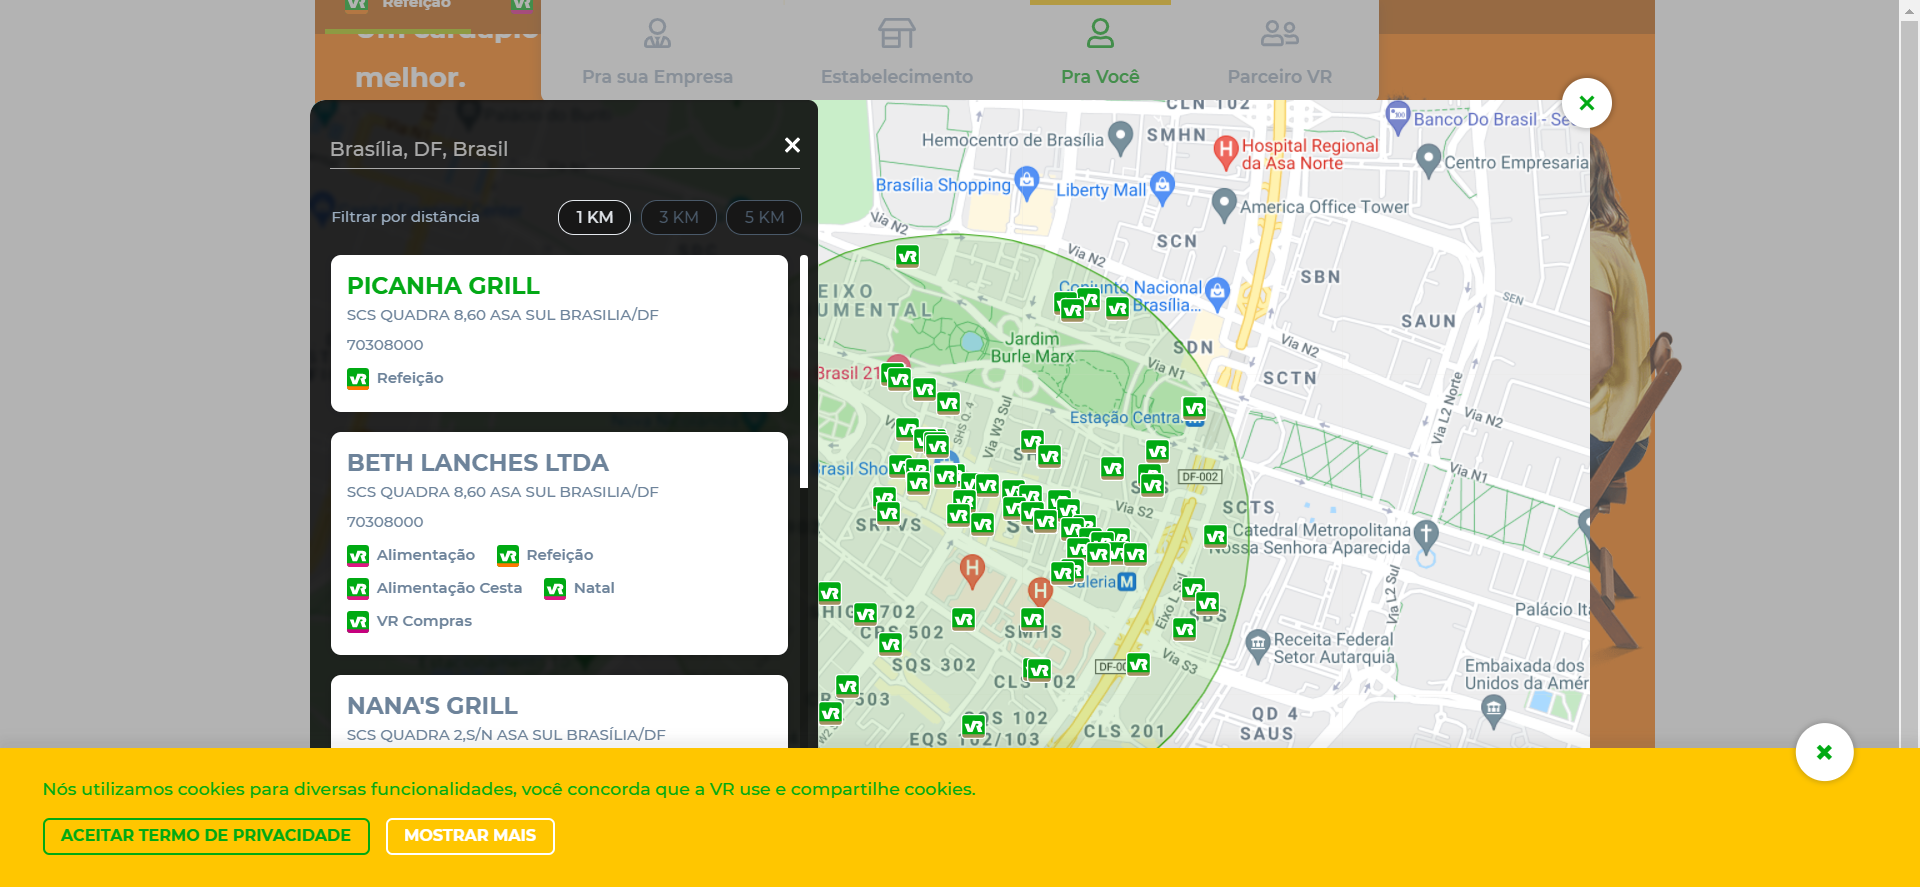 Refeição
melhor.
Pra sua Empresa
Estabelecimento
Pra Você
Parceiro VR
Brasília, DF, Brasil
Filtrar por distância
1 KM
3 KM
5 KM
PICANHA GRILL
SCS QUADRA 8,60 ASA SUL BRASILIA/DF
70308000
Refeição
BETH LANCHES LTDA
SCS QUADRA 8,60 ASA SUL BRASILIA/DF
70308000
Alimentação
Refeição
Alimentação Cesta
Natal
VR Compras
NANA'S GRILL
SCS QUADRA 2,S/N ASA SUL BRASÍLIA/DF
CLN 102
SMHN
Banco Do Brasil - Se
Hemocentro de Brasília
Hospital Regional
da Asa Norte
Centro Empresaria
Brasília Shopping
Liberty Mall
America Office Tower
Via N2
SCN
Via N2
SBN
Conjunto Nacional
Brasília...
EIXO
UMENTAL
SEN
SAUN
Jardim
Burle Marx
SDN
Via N2
Via N1
SCTN
Brasil 21
SHS Q. 4
Via W3 Sul
Estação Centra
Via L2 Norte
Via N2
Brasil Sho
Via N1
DF-002
Via S2
SCTS
SRTVS
Catedral Metropolitana
Nossa Senhora Aparecida
Galeria
Eixo L Sul
Via L2 Sul
702
Palácio Ita
502
SMHS
SBS
Receita Federal
Setor Autarquia
SQS 302
Via S3
Embaixada dos
Unidos da Amér
CLS 102
503
QD 4
SAUS
SQS 102
CLS 201
EQS 102/103
Nós utilizamos cookies para diversas funcionalidades, você concorda que a VR use e compartilhe cookies.
ACEITAR TERMO DE PRIVACIDADE
MOSTRAR MAIS